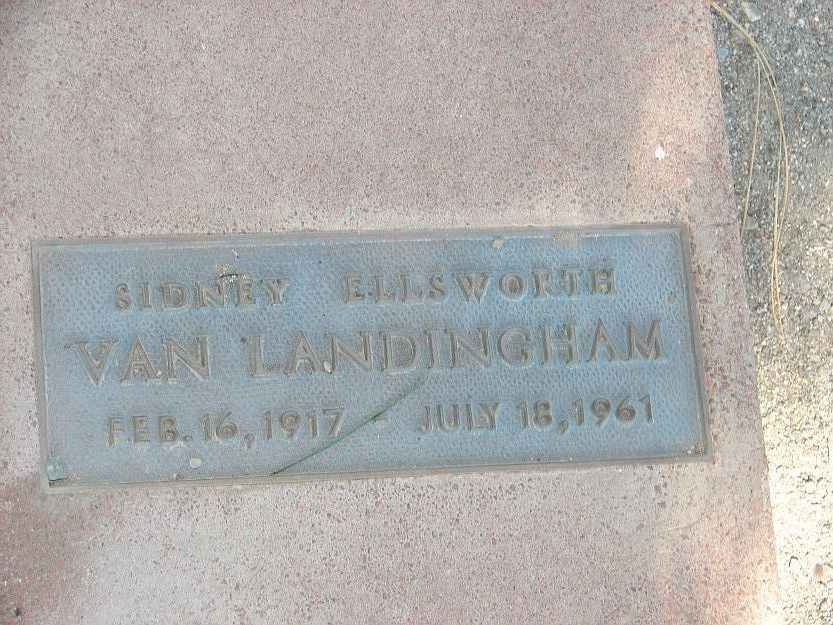 SIDNEY ELLSWORTH
VAN LANDINGHAM
FEB. 16, 1917 - JULY 18, 1961